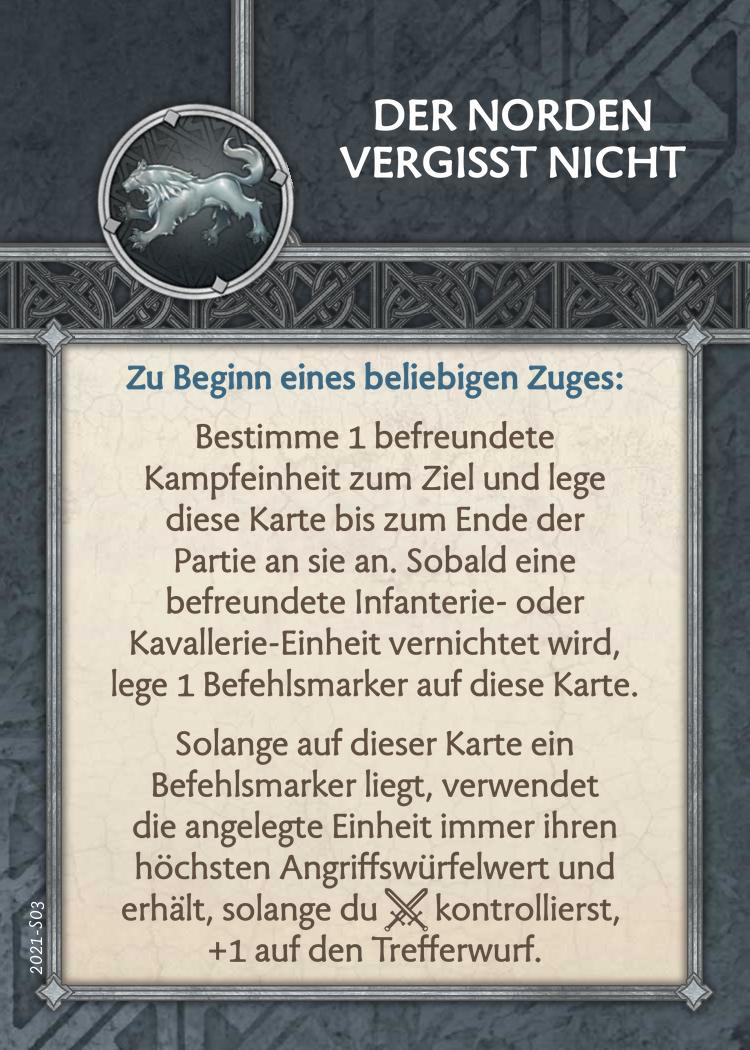 DER NORDEN
VERGISST NICHT
Zu Beginn eines beliebigen Zuges:
Bestimme 1 befreundete
Kampfeinheit zum Ziel und lege
diese Karte bis zum Ende der
Partie an sie an. Sobald eine
befreundete Infanterie- oder
Kavallerie-Einheit vernichtet wird,
lege 1 Befehlsmarker auf diese Karte.
Solange auf dieser Karte ein
Befehlsmarker liegt, verwendet
die angelegte Einheit immer ihren
höchsten Angriffswürfelwert und
erhält, solange du kontrollierst,
+1 auf den Trefferwurf.
2021-S03